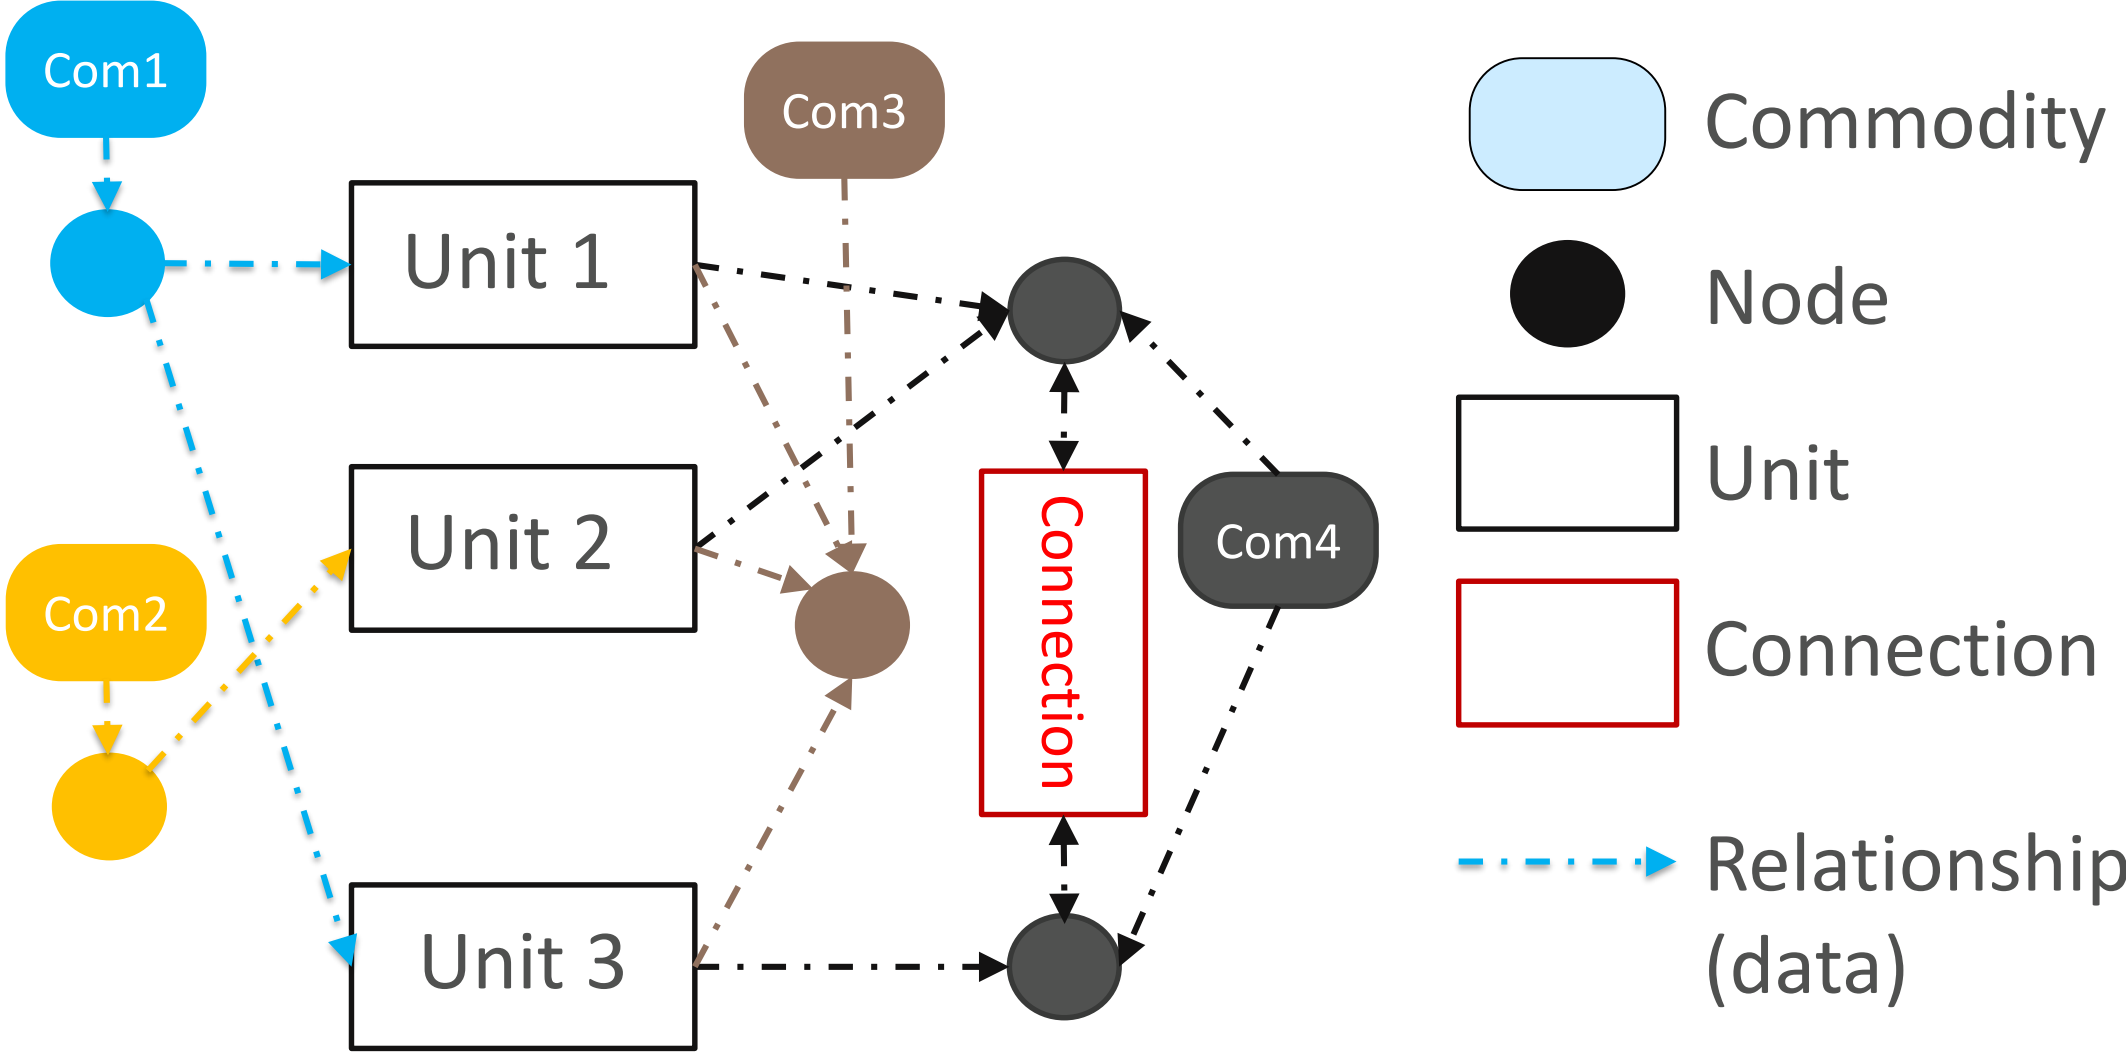 Com1
Com3
Unit 1
Unit 2
Com2
Unit 3
Connection
Com4
Commodity
Node
Unit
Connection
Relationship
(data)